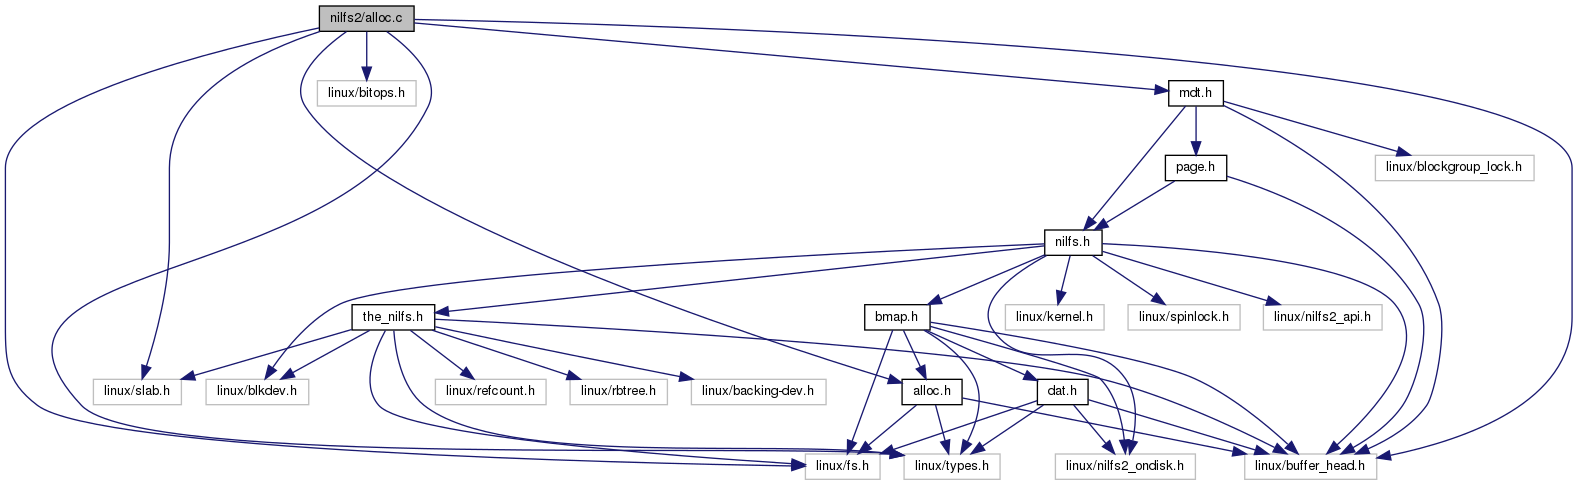 nilfs2/alloc.c
linux/bitops.h
mdt.h
page.h
linux/blockgroup_lock.h
nilfs.h
the_nilfs.h
bmap.h
linux/kernel.h
linux/spinlock.h
linux/nilfs2_api.h
linux/slab.h
linux/blkdev.h
linux/refcount.h
linux/rbtree.h
linux/backing-dev.h
alloc.h
dat.h
linux/fs.h
linux/types.h
linux/nilfs2_ondisk.h
linux/buffer_head.h